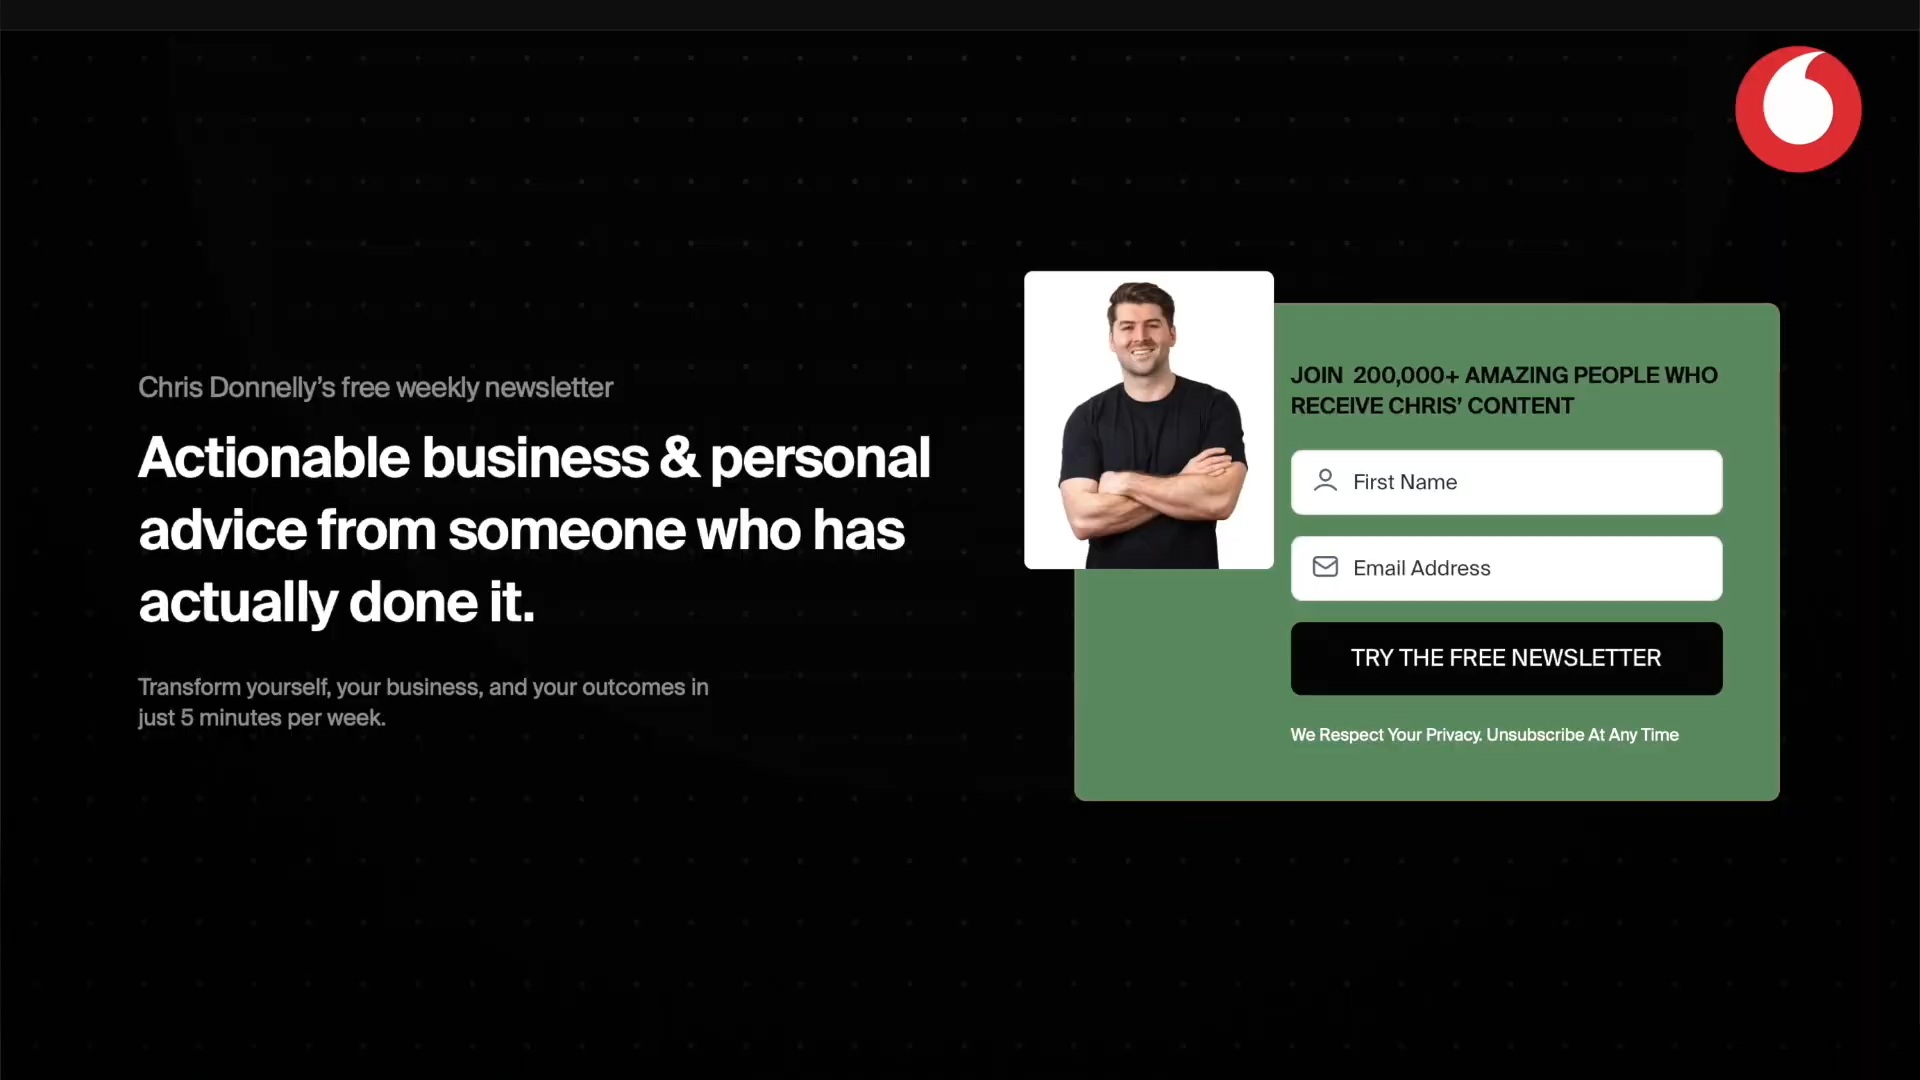 Chris Donnelly’s free weekly newsletter
Actionable business & personal
advice from someone who has
actually done it.
Transform yourself, your business, and your outcomes in
just 5 minutes per week.
JOIN  200,000+ AMAZING PEOPLE WHO
RECEIVE CHRIS’ CONTENT
First Name
Email Address
TRY THE FREE NEWSLETTER
We Respect Your Privacy. Unsubscribe At Any Time